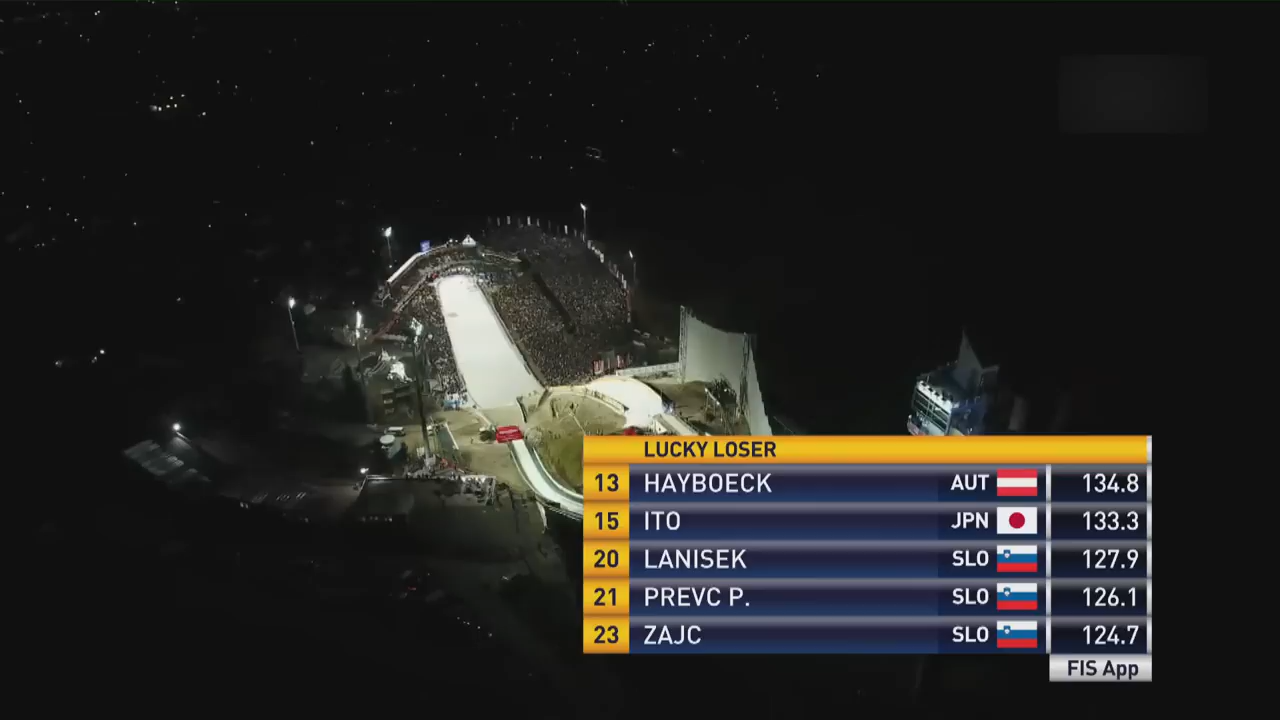 LUCKY LOSER
13 HAYBOECK AUT 134.8
15 ITO JPN 133.3
20 LANISEK SLO 127.9
21 PREVC P. SLO 126.1
23 ZAJC SLO 124.7
FIS App